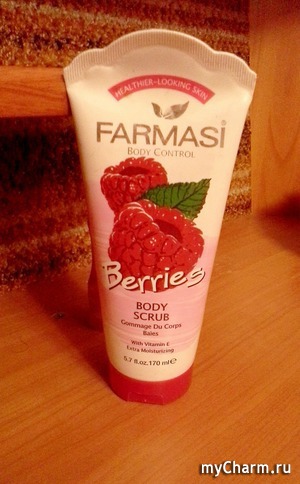 HEALTHIER-LOOKING SKIN
FARMASİ
BODY CONTROL
Berries
BODY
SCRUB
Gommage Du Corps
Baies
With Vitamin E
Extra Moisturizing
5.7 fl.oz.170 ml℮
myCharm.ru